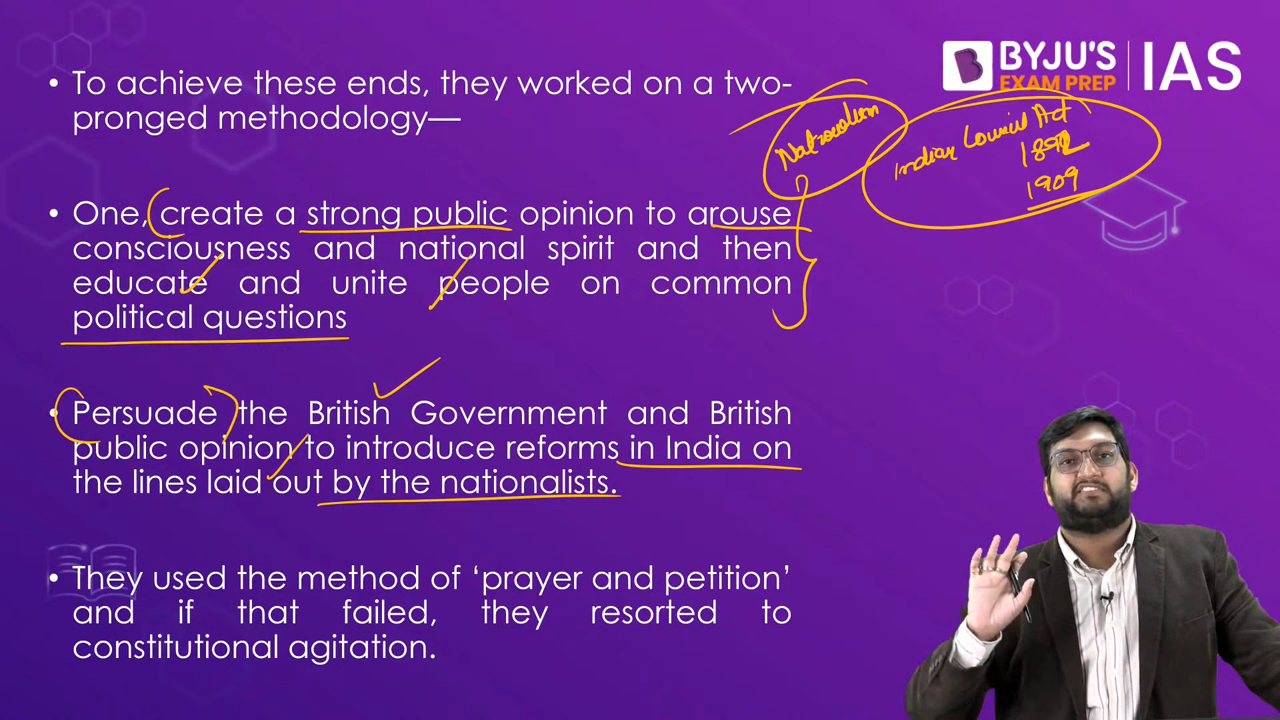 BYJU'S
EXAM PREP
IAS
• To achieve these ends, they worked on a two-
pronged methodology—
Nationalism
Indian Council Act
1892
1909
• One, create a strong public opinion to arouse
consciousness and national spirit and then
educate and unite people on common
political questions
• Persuade the British Government and British
public opinion to introduce reforms in India on
the lines laid out by the nationalists.
• They used the method of ‘prayer and petition’
and if that failed, they resorted to
constitutional agitation.